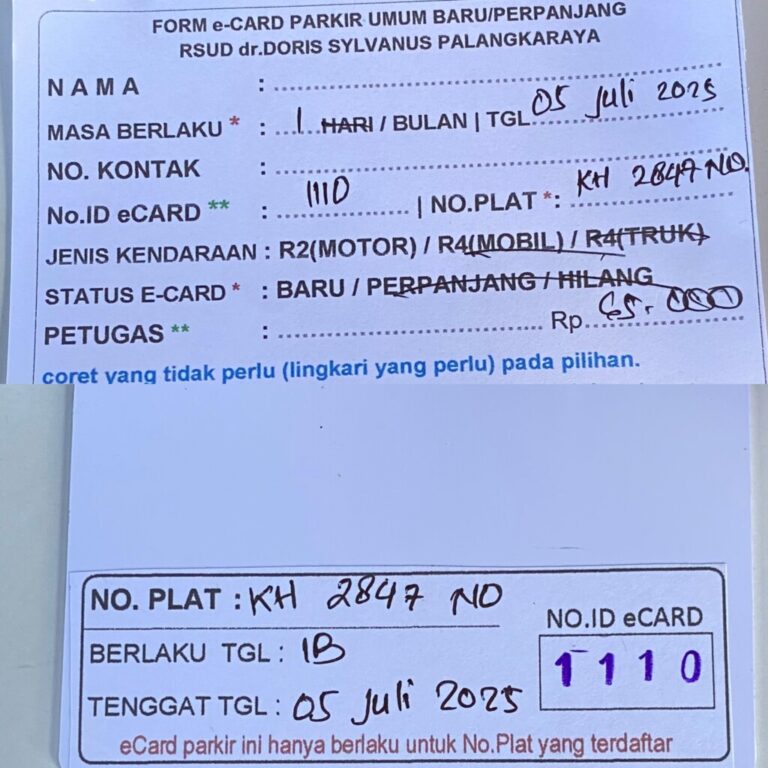 FORM e-CARD PARKIR UMUM BARU/PERPANJANG
RSUD dr.DORIS SYLVANUS PALANGKARAYA
N A M A :
MASA BERLAKU * : 1 HARI / BULAN | TGL 05 Juli 2025
NO. KONTAK :
No.ID eCARD ** : 1110 | NO.PLAT *: KH 2847 NO.
JENIS KENDARAAN : R2(MOTOR) / R4(MOBIL) / R4(TRUK)
STATUS E-CARD * : BARU / PERPANJANG / HILANG
PETUGAS ** : Rp. 65.000
coret yang tidak perlu (lingkari yang perlu) pada pilihan.
NO. PLAT : KH 2847 NO
BERLAKU TGL : 1B
TENGGAT TGL : 05 Juli 2025
NO.ID eCARD
1110
eCard parkir ini hanya berlaku untuk No.Plat yang terdaftar